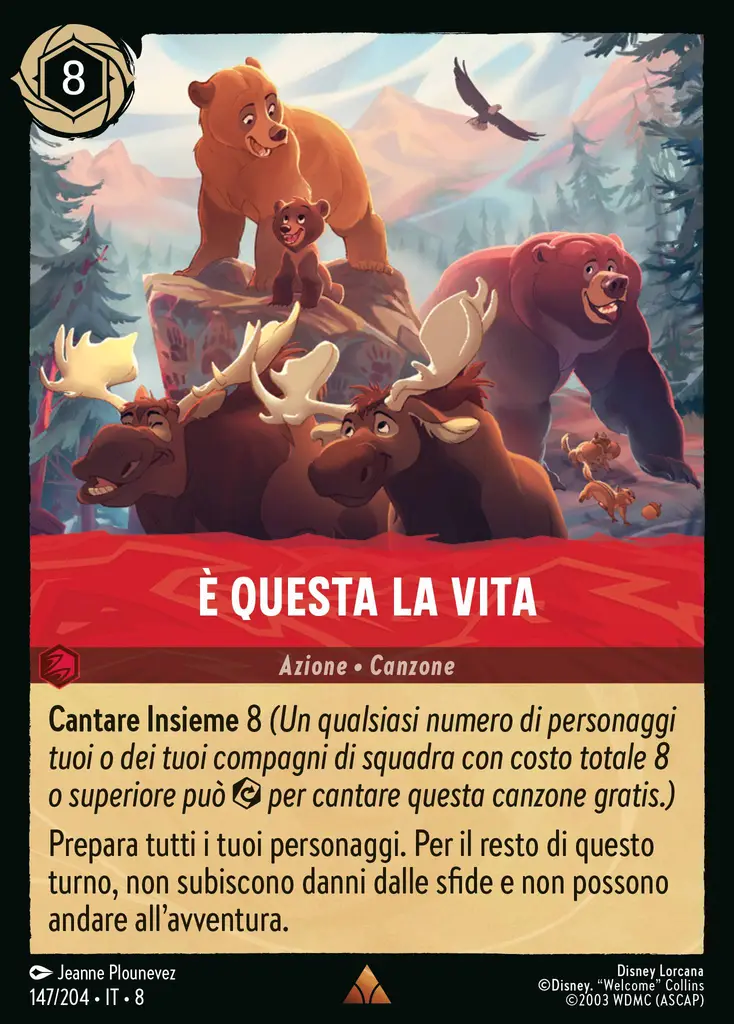 8
È QUESTA LA VITA
Azione • Canzone
Cantare Insieme 8 (Un qualsiasi numero di personaggi
tuoi o dei tuoi compagni di squadra con costo totale 8
o superiore può per cantare questa canzone gratis.)
Prepara tutti i tuoi personaggi. Per il resto di questo
turno, non subiscono danni dalle sfide e non possono
andare all'avventura.
Jeanne Plounevez
147/204 • IT • 8
Disney Lorcana
©Disney. "Welcome" Collins
©2003 WDMC (ASCAP)